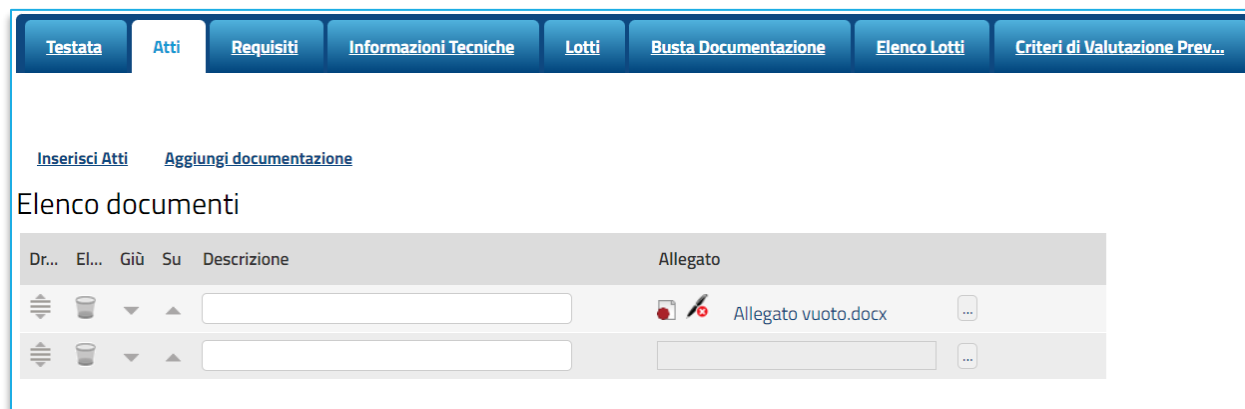 Testata Atti Requisiti Informazioni Tecniche Lotti Busta Documentazione Elenco Lotti Criteri di Valutazione Prev...
Inserisci Atti Aggiungi documentazione
Elenco documenti
Dr... El... Giù Su Descrizione Allegato
Allegato vuoto.docx ...
...